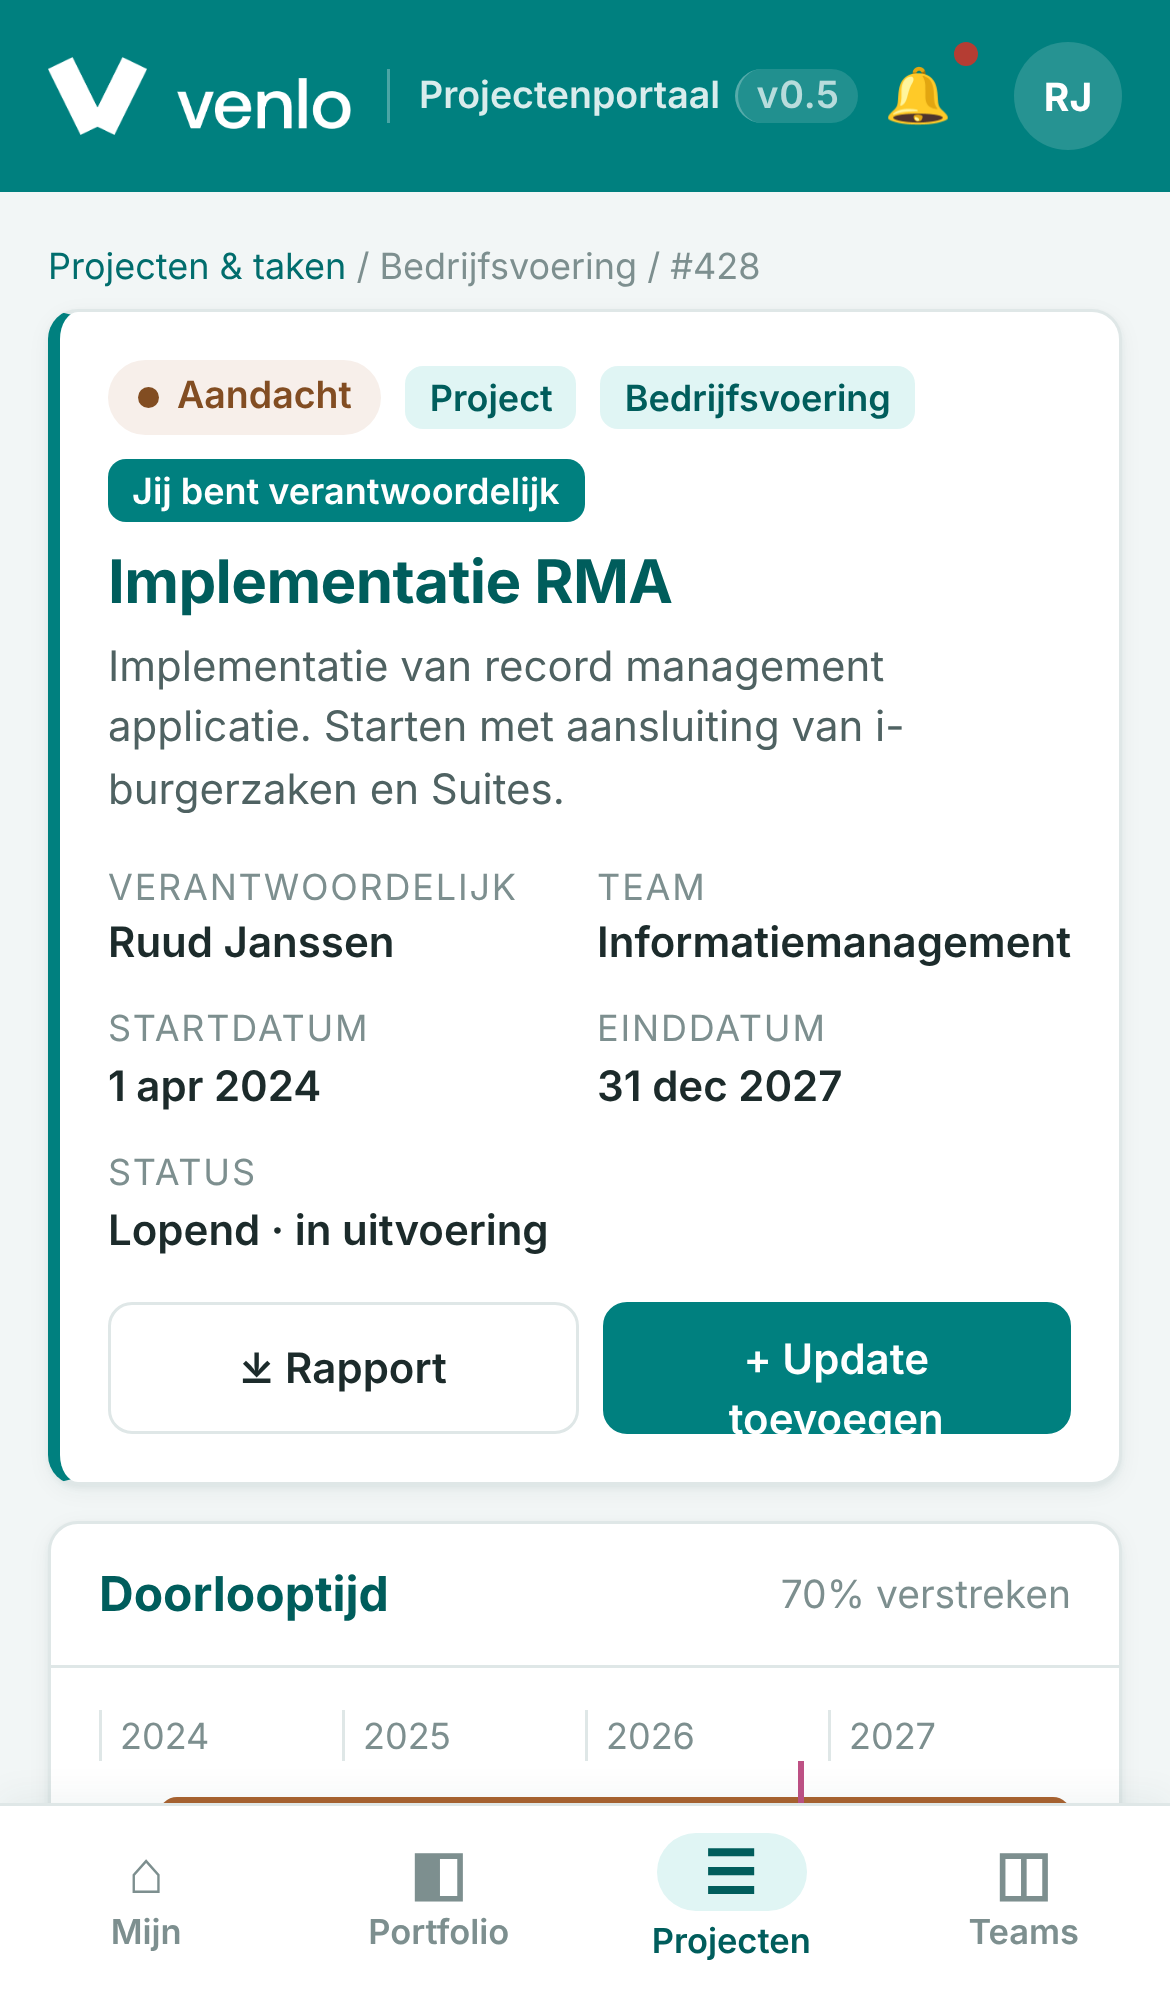 venlo
Projectenportaal v0.5
RJ
Projecten & taken / Bedrijfsvoering / #428
Aandacht
Project
Bedrijfsvoering
Jij bent verantwoordelijk
Implementatie RMA
Implementatie van record management
applicatie. Starten met aansluiting van i-
burgerzaken en Suites.
VERANTWOORDELIJK
Ruud Janssen
TEAM
Informatiemanagement
STARTDATUM
1 apr 2024
EINDDATUM
31 dec 2027
STATUS
Lopend · in uitvoering
Rapport
+ Update
toevoegen
Doorlooptijd
70% verstreken
2024
2025
2026
2027
Mijn
Portfolio
Projecten
Teams